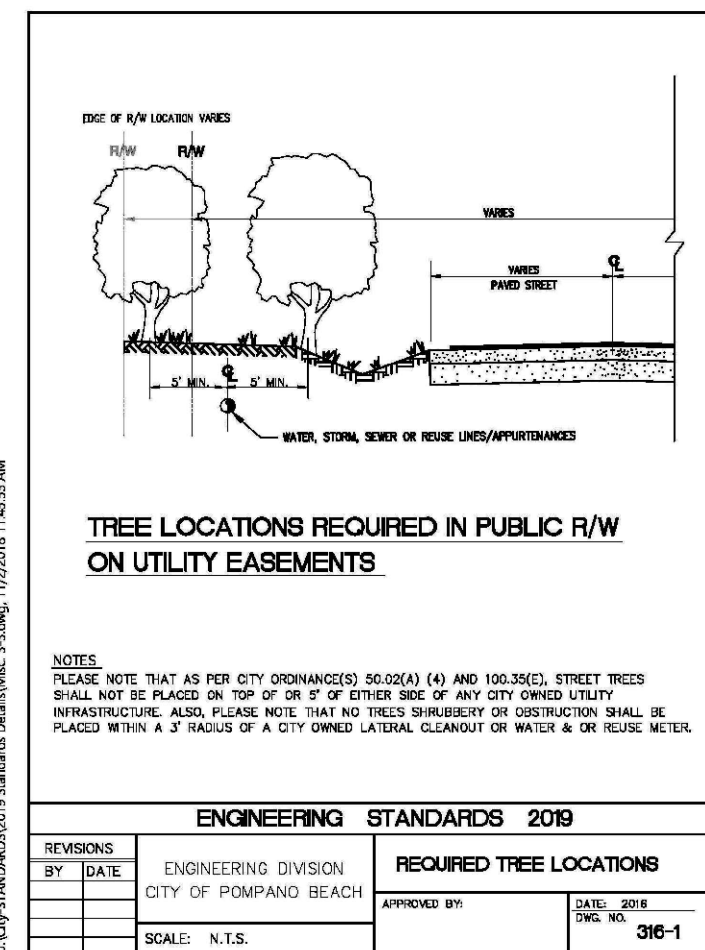 EDGE OF R/W LOCATION VARIES
R/W R/W
VARIES
VARIES
PAVED STREET
5' MIN. 5' MIN.
WATER, STORM, SEWER OR REUSE LINES/APPURTENANCES
TREE LOCATIONS REQUIRED IN PUBLIC R/W
ON UTILITY EASEMENTS
NOTES
PLEASE NOTE THAT AS PER CITY ORDINANCE(S) 50.02(A) (4) AND 100.35(E), STREET TREES
SHALL NOT BE PLACED ON TOP OF OR 5' OF EITHER SIDE OF ANY CITY OWNED UTILITY
INFRASTRUCTURE. ALSO, PLEASE NOTE THAT NO TREES SHRUBBERY OR OBSTRUCTION SHALL BE
PLACED WITHIN A 3' RADIUS OF A CITY OWNED LATERAL CLEANOUT OR WATER & OR REUSE METER.
ENGINEERING STANDARDS 2019
REVISIONS
BY DATE
ENGINEERING DIVISION
CITY OF POMPANO BEACH
SCALE: N.T.S.
REQUIRED TREE LOCATIONS
APPROVED BY:
DATE: 2016
DWG. NO.
316-1